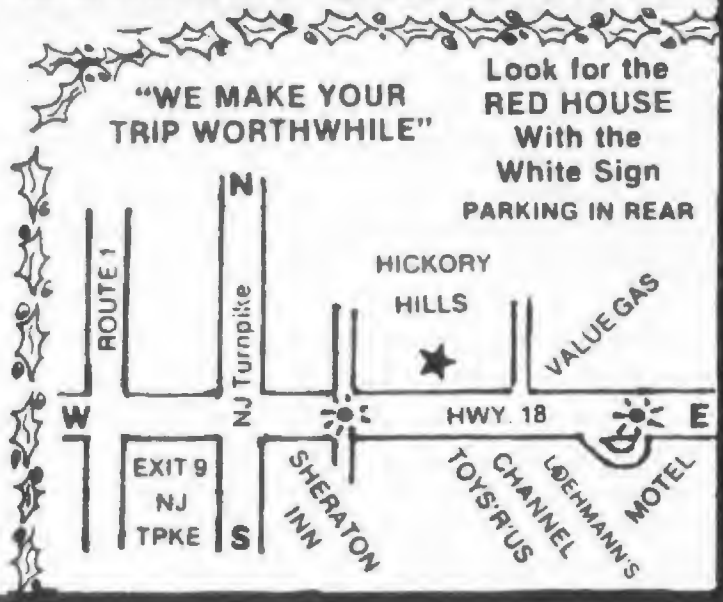 "WE MAKE YOUR
TRIP WORTHWHILE"
Look for the
RED HOUSE
With the
White Sign
PARKING IN REAR
N
ROUTE 1
NJ Turnpike
HICKORY
HILLS
VALUE GAS
W
HWY. 18
E
EXIT 9
NJ
TPKE
S
SHERATON
INN
TOYS'R'US
CHANNEL
LOEHMANN'S
MOTEL